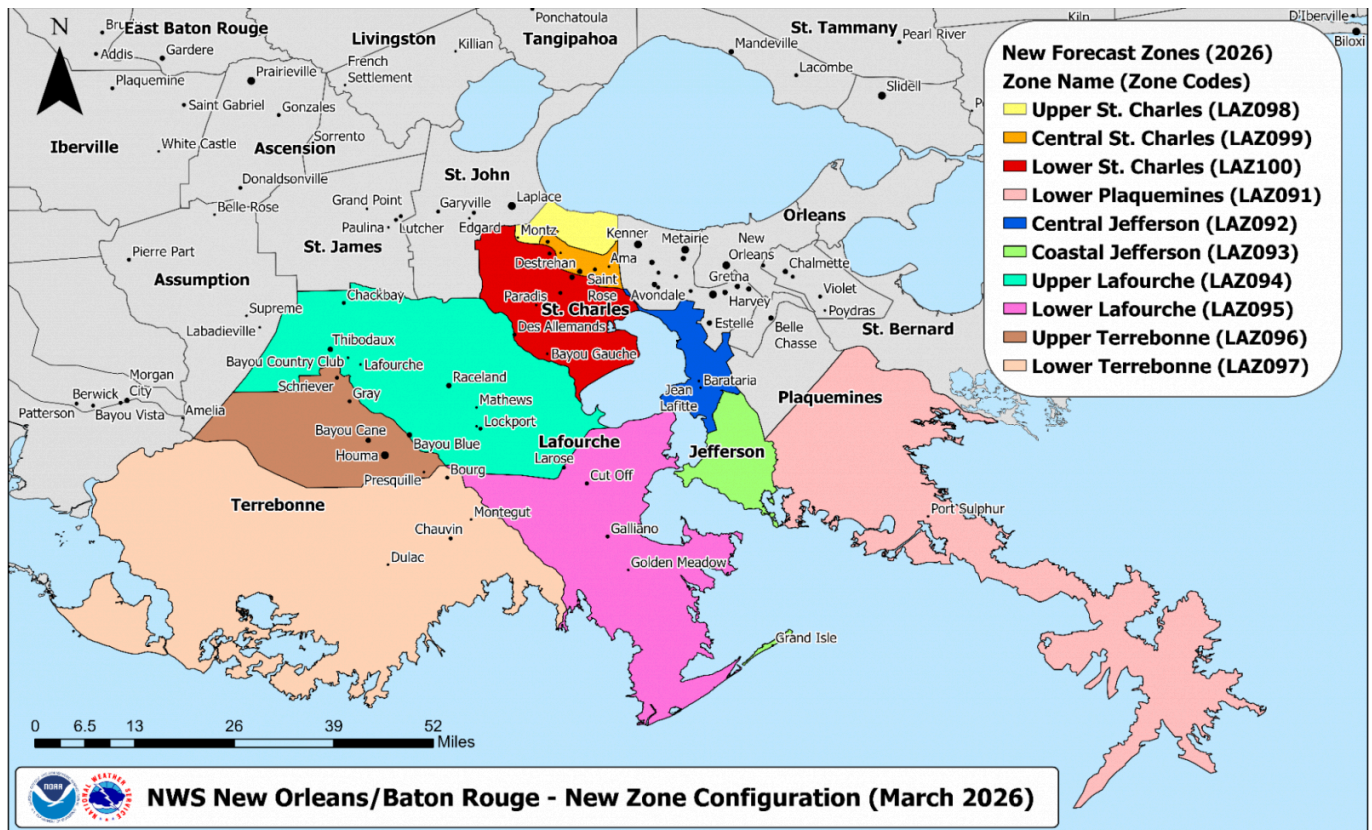 N
East Baton Rouge
Addis
Gardere
Plaquemine
Prairieville
Saint Gabriel
Gonzales
Iberville
White Castle
Ascension
Sorrento
Donaldsonville
Belle-Rose
Livingston
Killian
French
Settlement
Ponchatoula
Tangipahoa
St. Tammany
Mandeville
Pearl River
Lacombe
Slidell
Kiln
D'Iberville
Biloxi
St. John
Grand Point
Garyville
Laplace
Paulina
Lutcher
Edgard
St. James
Pierre Part
Assumption
Supreme
Labadieville
Chackbay
Montz
Kenner
Metairie
Orleans
New
Orleans
Destrehan
Ama
Saint
Rose
Gretna
Chalmette
Paradis
St. Charles
Avondale
Harvey
Violet
Poydras
Des Allemands
Estelle
Belle
Chasse
St. Bernard
Bayou Gauche
Thibodaux
Bayou Country Club
Lafourche
Schriever
Gray
Raceland
Mathews
Lockport
Jean
Lafitte
Barataria
Plaquemines
Morgan
City
Berwick
Patterson
Bayou Vista
Amelia
Bayou Cane
Bayou Blue
Houma
Presquille
Bourg
Lafourche
Larose
Cut Off
Jefferson
Terrebonne
Montegut
Chauvin
Dulac
Galliano
Golden Meadow
Port Sulphur
Grand Isle
New Forecast Zones (2026)
Zone Name (Zone Codes)
Upper St. Charles (LAZ098)
Central St. Charles (LAZ099)
Lower St. Charles (LAZ100)
Lower Plaquemines (LAZ091)
Central Jefferson (LAZ092)
Coastal Jefferson (LAZ093)
Upper Lafourche (LAZ094)
Lower Lafourche (LAZ095)
Upper Terrebonne (LAZ096)
Lower Terrebonne (LAZ097)
0 6.5 13 26 39 52
Miles
NOAA
NATIONAL WEATHER SERVICE
NWS New Orleans/Baton Rouge - New Zone Configuration (March 2026)